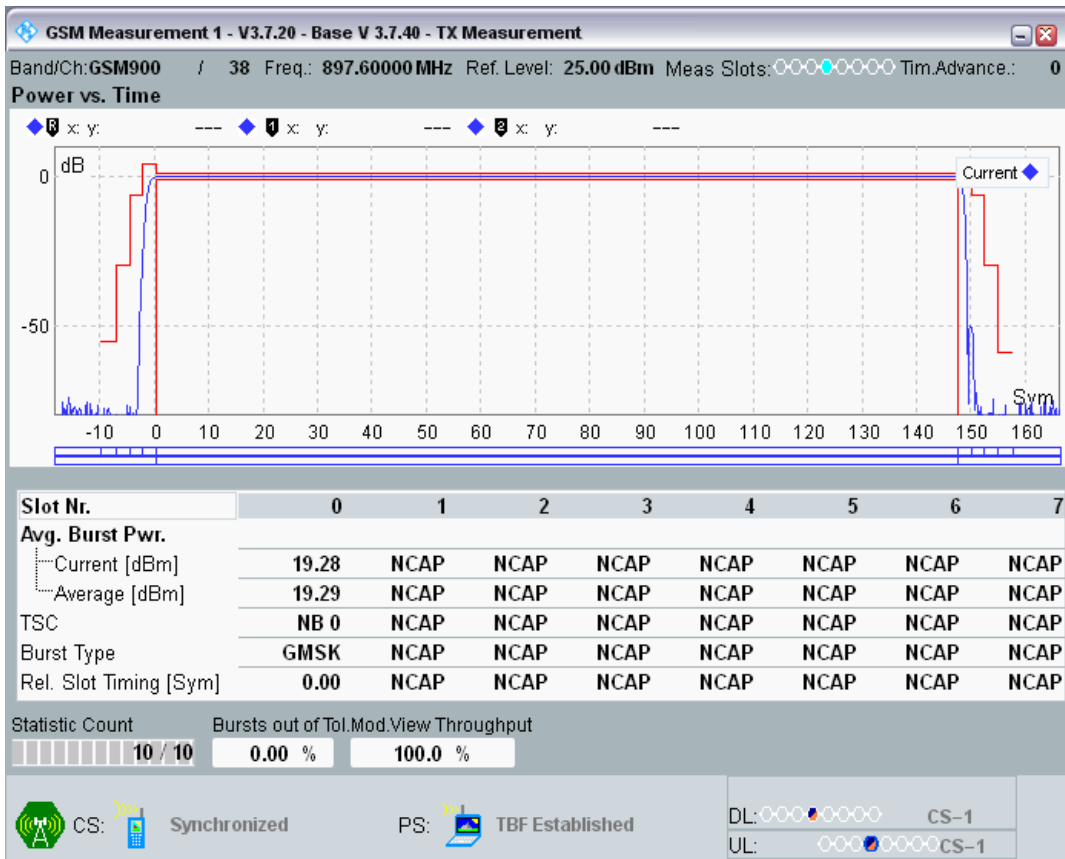 GSM Measurement 1 - V3.7.20 - Base V 3.7.40 - TX Measurement
Band/Ch:GSM900 / 38 Freq.: 897.60000 MHz Ref. Level: 25.00 dBm Meas Slots: Tim.Advance.: 0
Power vs. Time
R x: y: --- 1 x: y: --- 2 x: y: ---
dB
Current
0
-50
Sym
-10 0 10 20 30 40 50 60 70 80 90 100 110 120 130 140 150 160
Slot Nr. 0 1 2 3 4 5 6 7
Avg. Burst Pwr.
Current [dBm] 19.28 NCAP NCAP NCAP NCAP NCAP NCAP NCAP
Average [dBm] 19.29 NCAP NCAP NCAP NCAP NCAP NCAP NCAP
TSC NB 0 NCAP NCAP NCAP NCAP NCAP NCAP NCAP
Burst Type GMSK NCAP NCAP NCAP NCAP NCAP NCAP NCAP
Rel. Slot Timing [Sym] 0.00 NCAP NCAP NCAP NCAP NCAP NCAP NCAP
Statistic Count Bursts out of Tol.Mod.View Throughput
10 / 10 0.00 % 100.0 %
CS: Synchronized PS: TBF Established
DL: CS-1
UL: CS-1